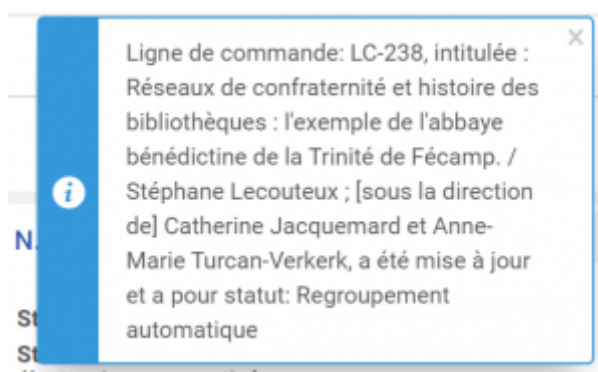 Ligne de commande: LC-238, intitulée :
Réseaux de confraternité et histoire des
bibliothèques : l'exemple de l'abbaye
bénédictine de la Trinité de Fécamp. /
Stéphane Lecouteux ; [sous la direction
de] Catherine Jacquemard et Anne-
Marie Turcan-Verkerk, a été mise à jour
et a pour statut: Regroupement
automatique
N.
St
St